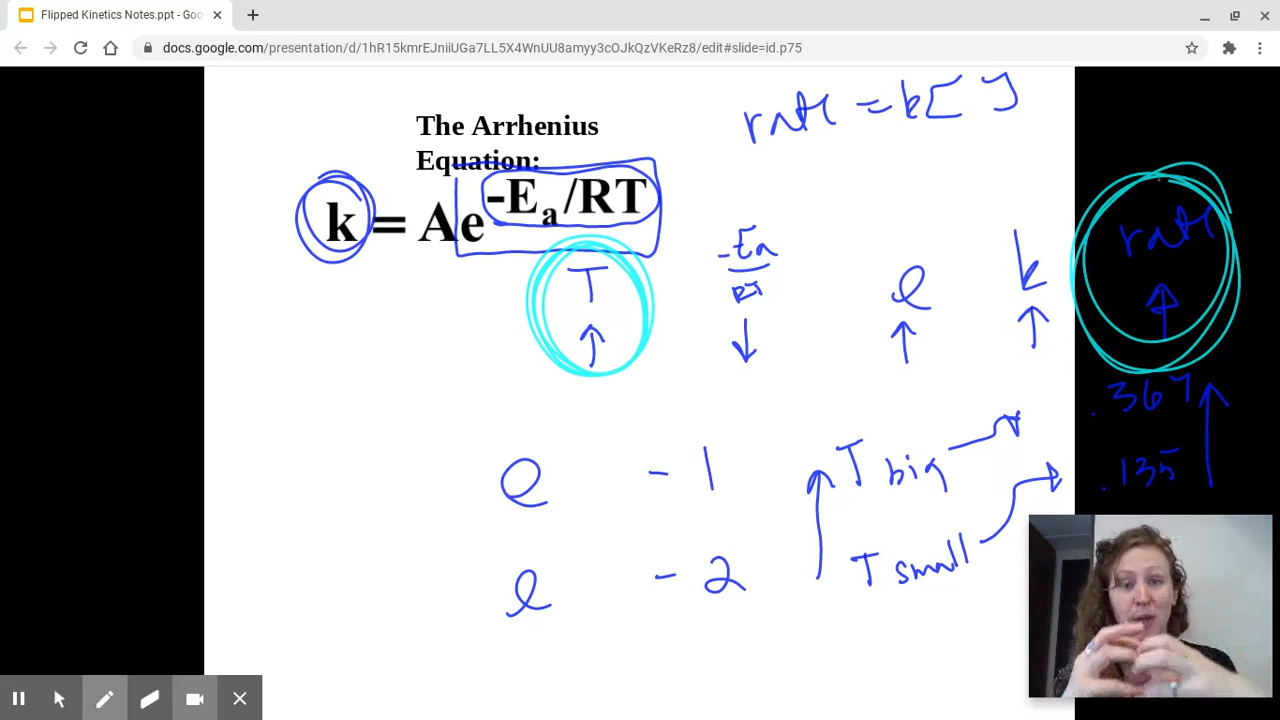 Flipped Kinetics Notes.ppt - Goo
docs.google.com/presentation/d/1hR15kmrEJniiUGa7LL5X4WnUU8amyy3cOJkQzVKeRz8/edit#slide=id.p75
rate = k[ ]
The Arrhenius
Equation:
k = Ae^-Ea/RT
T -Ea/RT e k rate
↑ ↓ ↑ ↑ ↑
.367
e -1 T big
.135
e -2 T small